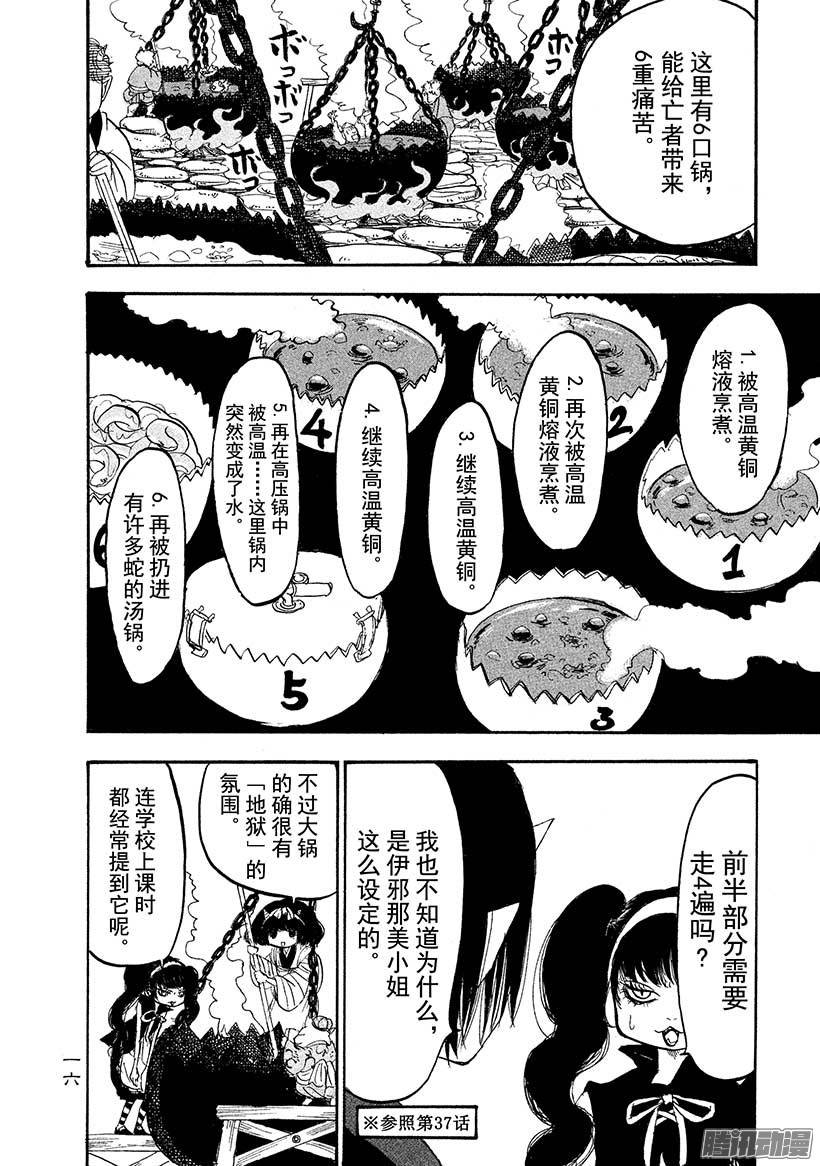 这里有6口锅，
能给亡者带来
6重痛苦。
ボコ
ボコ
ボコ
1. 被高温黄铜
熔液烹煮。
2. 再次被高温
黄铜熔液烹煮。
3. 继续高温黄铜。
4. 继续高温黄铜。
5. 再在高压锅中
被高温……这里锅内
突然变成了水。
6. 再被扔进
有许多蛇的汤锅。
1
2
3
4
5
6
前半部分需要
走4遍吗？
我也不知道为什么，
是伊邪那美小姐
这么设定的。
※参照第37话
不过大锅
的确很有
「地狱」的
氛围。
连学校上课时
都经常提到它呢。
一六
腾讯动漫